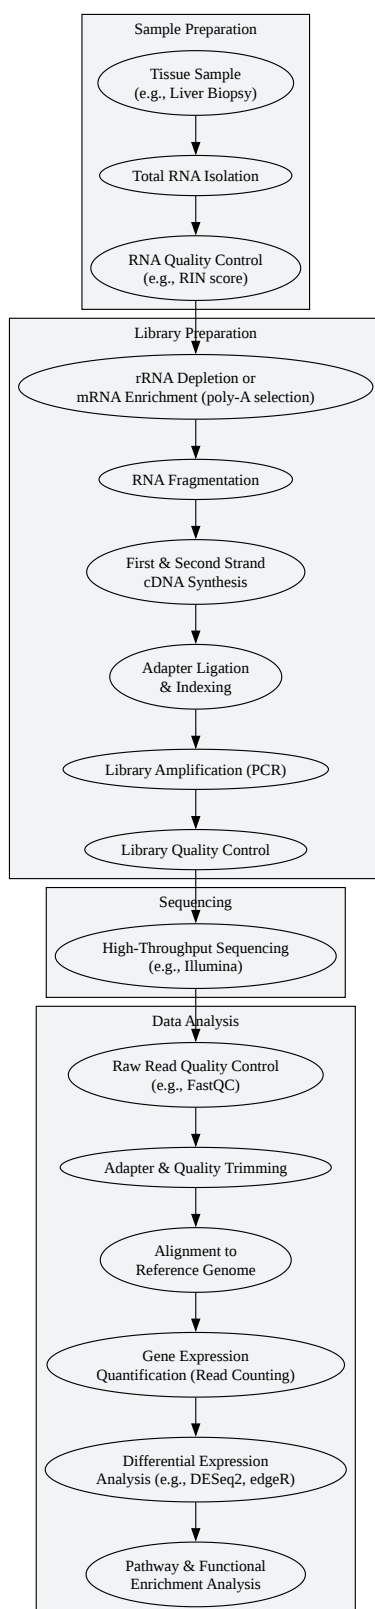 Sample Preparation
Tissue Sample
(e.g., Liver Biopsy)
Total RNA Isolation
RNA Quality Control
(e.g., RIN score)
Library Preparation
rRNA Depletion or
mRNA Enrichment (poly-A selection)
RNA Fragmentation
First & Second Strand
cDNA Synthesis
Adapter Ligation
& Indexing
Library Amplification (PCR)
Library Quality Control
Sequencing
High-Throughput Sequencing
(e.g., Illumina)
Data Analysis
Raw Read Quality Control
(e.g., FastQC)
Adapter & Quality Trimming
Alignment to
Reference Genome
Gene Expression
Quantification (Read Counting)
Differential Expression
Analysis (e.g., DESeq2, edgeR)
Pathway & Functional
Enrichment Analysis